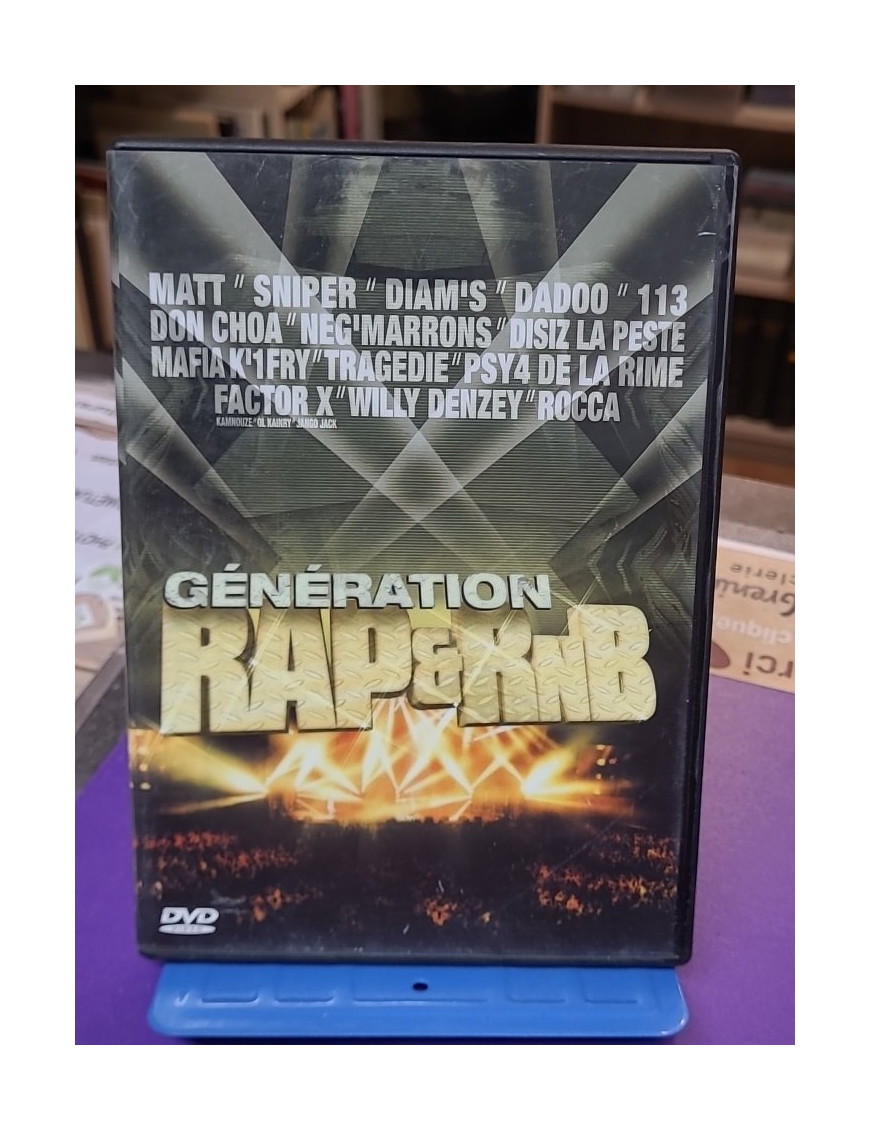 MATT " SNIPER " DIAM'S " DADOO " 113
DON CHOA " NEG'MARRONS " DISIZ LA PESTE
MAFIA K'1FRY " TRAGEDIE " PSY4 DE LA RIME
FACTOR X " WILLY DENZEY " ROCCA
KAMNOUZE " OL KAINRY " JANGO JACK
GÉNÉRATION
RAP & RnB
DVD
VIDEO